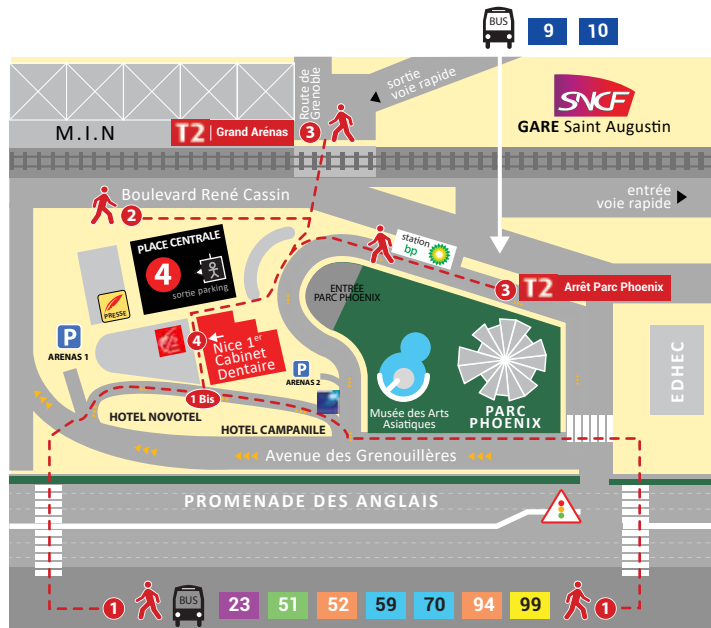 BUS
9
10
sortie
voie rapide
Route de
Grenoble
SNCF
GARE Saint Augustin
M.I.N
T2 Grand Arénas
3
Boulevard René Cassin
entrée
voie rapide
2
PLACE CENTRALE
4
sortie parking
station
bp
ENTRÉE
PARC PHOENIX
3
T2 Arrêt Parc Phoenix
PRESSE
P
ARENAS 1
4
Nice 1er
Cabinet
Dentaire
P
ARENAS 2
1 Bis
EDHEC
Musée des Arts
Asiatiques
PARC
PHOENIX
HOTEL NOVOTEL
HOTEL CAMPANILE
Avenue des Grenouillères
PROMENADE DES ANGLAIS
1
BUS
23
51
52
59
70
94
99
1